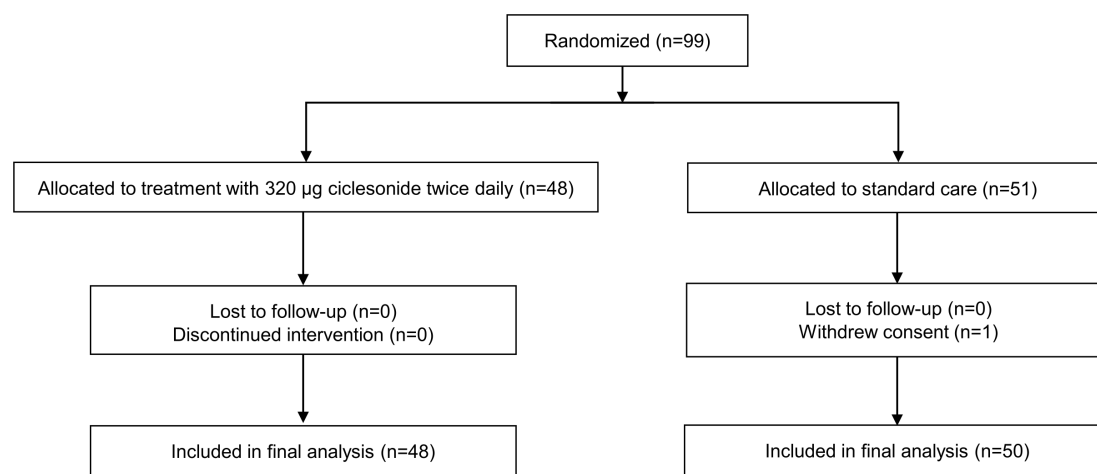 Randomized (n=99)
Allocated to treatment with 320 µg ciclesonide twice daily (n=48)
Allocated to standard care (n=51)
Lost to follow-up (n=0)
Discontinued intervention (n=0)
Lost to follow-up (n=0)
Withdrew consent (n=1)
Included in final analysis (n=48)
Included in final analysis (n=50)